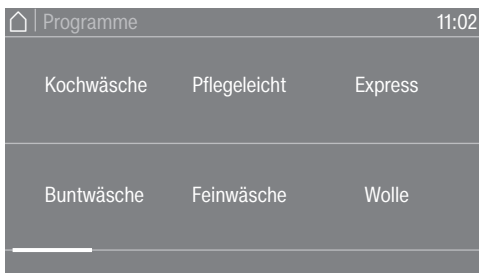 Programme 11:02
Kochwäsche Pflegeleicht Express
Buntwäsche Feinwäsche Wolle